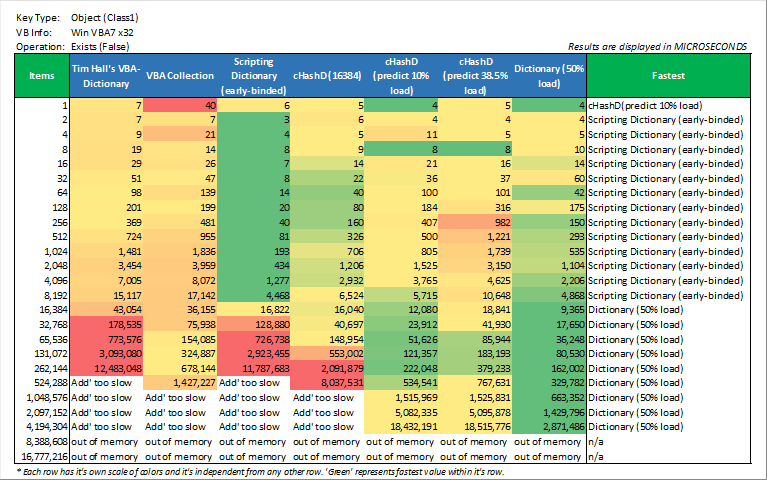 Key Type: Object (Class1)
VB Info: Win VBA7 x32
Operation: Exists (False)
Results are displayed in MICROSECONDS
Items Tim Hall's VBA-Dictionary VBA Collection Scripting Dictionary (early-binded) cHashD(16384) cHashD (predict 10% load) cHashD (predict 38.5% load) Dictionary (50% load) Fastest
1 7 40 6 5 4 5 4 cHashD(predict 10% load)
2 7 7 3 6 4 4 4 Scripting Dictionary (early-binded)
4 9 21 4 5 11 5 5 Scripting Dictionary (early-binded)
8 19 14 8 9 8 8 10 Scripting Dictionary (early-binded)
16 29 26 7 14 21 16 14 Scripting Dictionary (early-binded)
32 51 47 8 22 36 37 60 Scripting Dictionary (early-binded)
64 98 139 14 40 100 101 42 Scripting Dictionary (early-binded)
128 201 199 20 80 184 316 175 Scripting Dictionary (early-binded)
256 369 481 40 160 407 982 150 Scripting Dictionary (early-binded)
512 724 955 81 326 500 1,221 293 Scripting Dictionary (early-binded)
1,024 1,481 1,836 193 706 805 1,739 535 Scripting Dictionary (early-binded)
2,048 3,454 3,959 434 1,206 1,525 3,150 1,104 Scripting Dictionary (early-binded)
4,096 7,005 8,072 1,277 2,932 3,765 4,625 2,206 Scripting Dictionary (early-binded)
8,192 15,117 17,142 4,468 6,524 5,715 10,648 4,868 Scripting Dictionary (early-binded)
16,384 43,054 36,155 16,822 16,040 12,080 18,841 9,365 Dictionary (50% load)
32,768 178,535 75,938 128,880 40,697 23,912 41,930 17,650 Dictionary (50% load)
65,536 773,576 154,085 726,738 148,954 51,626 85,944 36,248 Dictionary (50% load)
131,072 3,093,080 324,887 2,923,455 553,002 121,357 183,193 80,530 Dictionary (50% load)
262,144 12,483,048 678,144 11,787,683 2,091,879 222,048 379,233 162,002 Dictionary (50% load)
524,288 Add' too slow 1,427,227 Add' too slow 8,037,531 534,541 767,631 329,782 Dictionary (50% load)
1,048,576 Add' too slow Add' too slow Add' too slow Add' too slow 1,515,969 1,525,831 663,352 Dictionary (50% load)
2,097,152 Add' too slow Add' too slow Add' too slow Add' too slow 5,082,335 5,095,878 1,429,796 Dictionary (50% load)
4,194,304 Add' too slow Add' too slow Add' too slow Add' too slow 18,432,191 18,515,776 2,871,486 Dictionary (50% load)
8,388,608 out of memory out of memory out of memory out of memory out of memory out of memory out of memory n/a
16,777,216 out of memory out of memory out of memory out of memory out of memory out of memory out of memory n/a
* Each row has it's own scale of colors and it's independent from any other row. 'Green' represents fastest value within it's row.